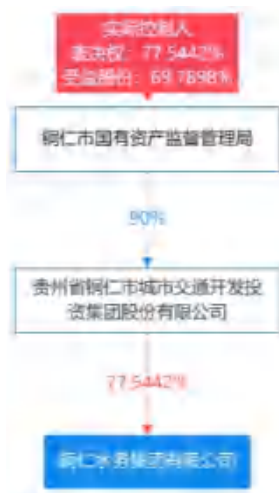 实际控制人
表决权：77.5442%
受益股份：69.7898%
铜仁市国有资产监督管理局
90%
贵州省铜仁市城市交通开发投
资集团股份有限公司
77.5442%
铜仁水务集团有限公司